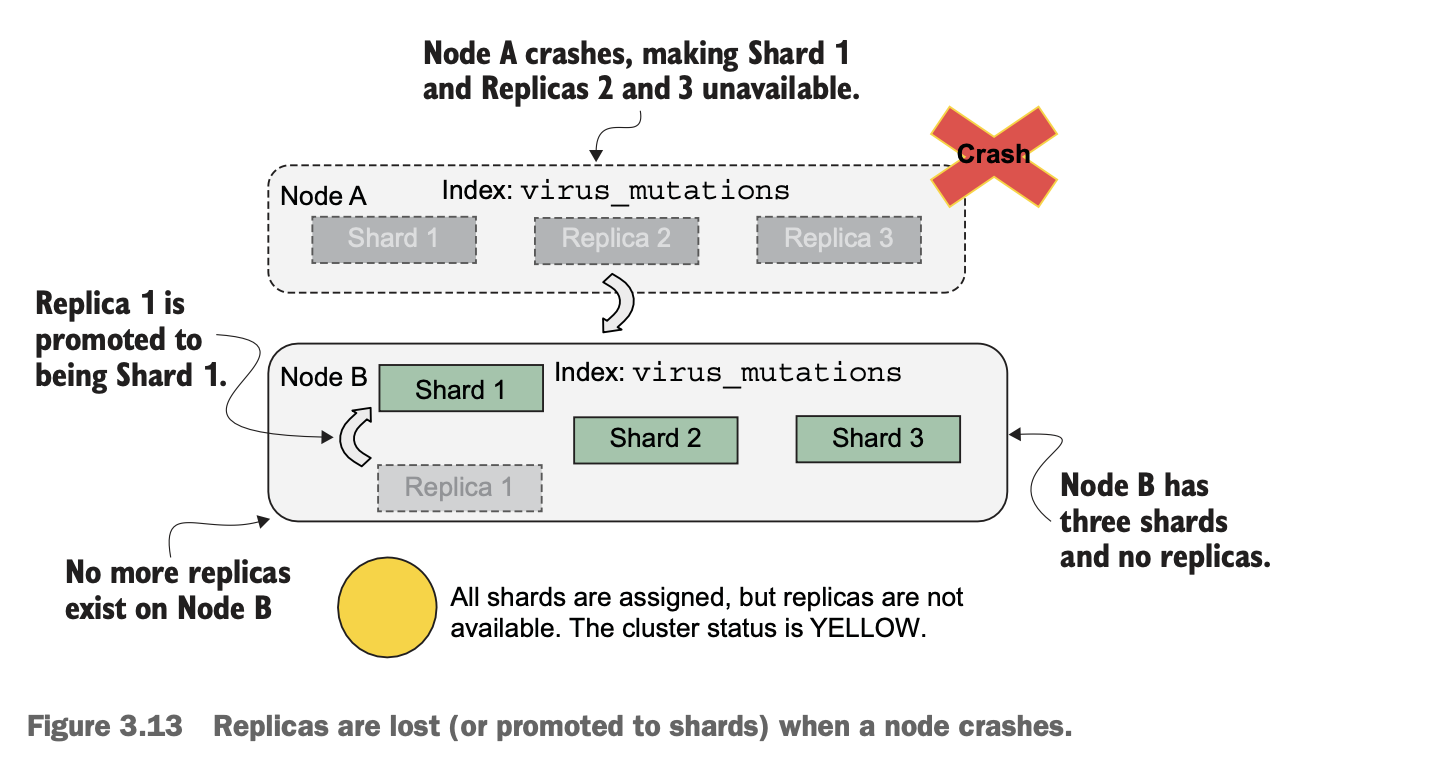 Node A crashes, making Shard 1
and Replicas 2 and 3 unavailable.
Crash
Node A
Index: virus_mutations
Shard 1
Replica 2
Replica 3
Replica 1 is
promoted to
being Shard 1.
Node B
Shard 1
Index: virus_mutations
Shard 2
Shard 3
Replica 1
Node B has
three shards
and no replicas.
No more replicas
exist on Node B
All shards are assigned, but replicas are not
available. The cluster status is YELLOW.
Figure 3.13 Replicas are lost (or promoted to shards) when a node crashes.